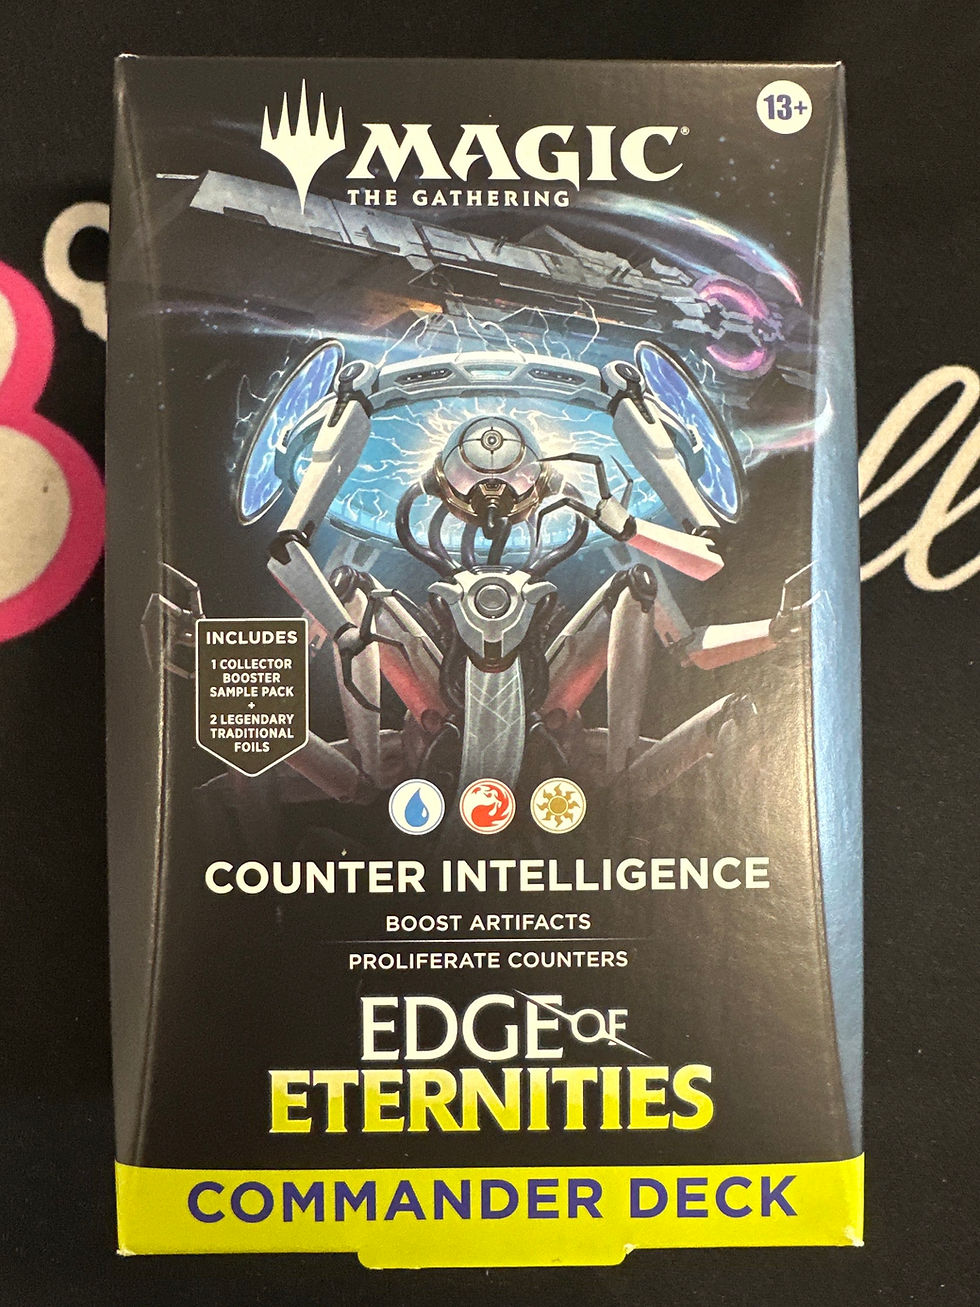 13+
MAGIC®
THE GATHERING
INCLUDES
1 COLLECTOR
BOOSTER
SAMPLE PACK
+
2 LEGENDARY
TRADITIONAL
FOILS
COUNTER INTELLIGENCE
BOOST ARTIFACTS
PROLIFERATE COUNTERS
EDGE OF
ETERNITIES
COMMANDER DECK